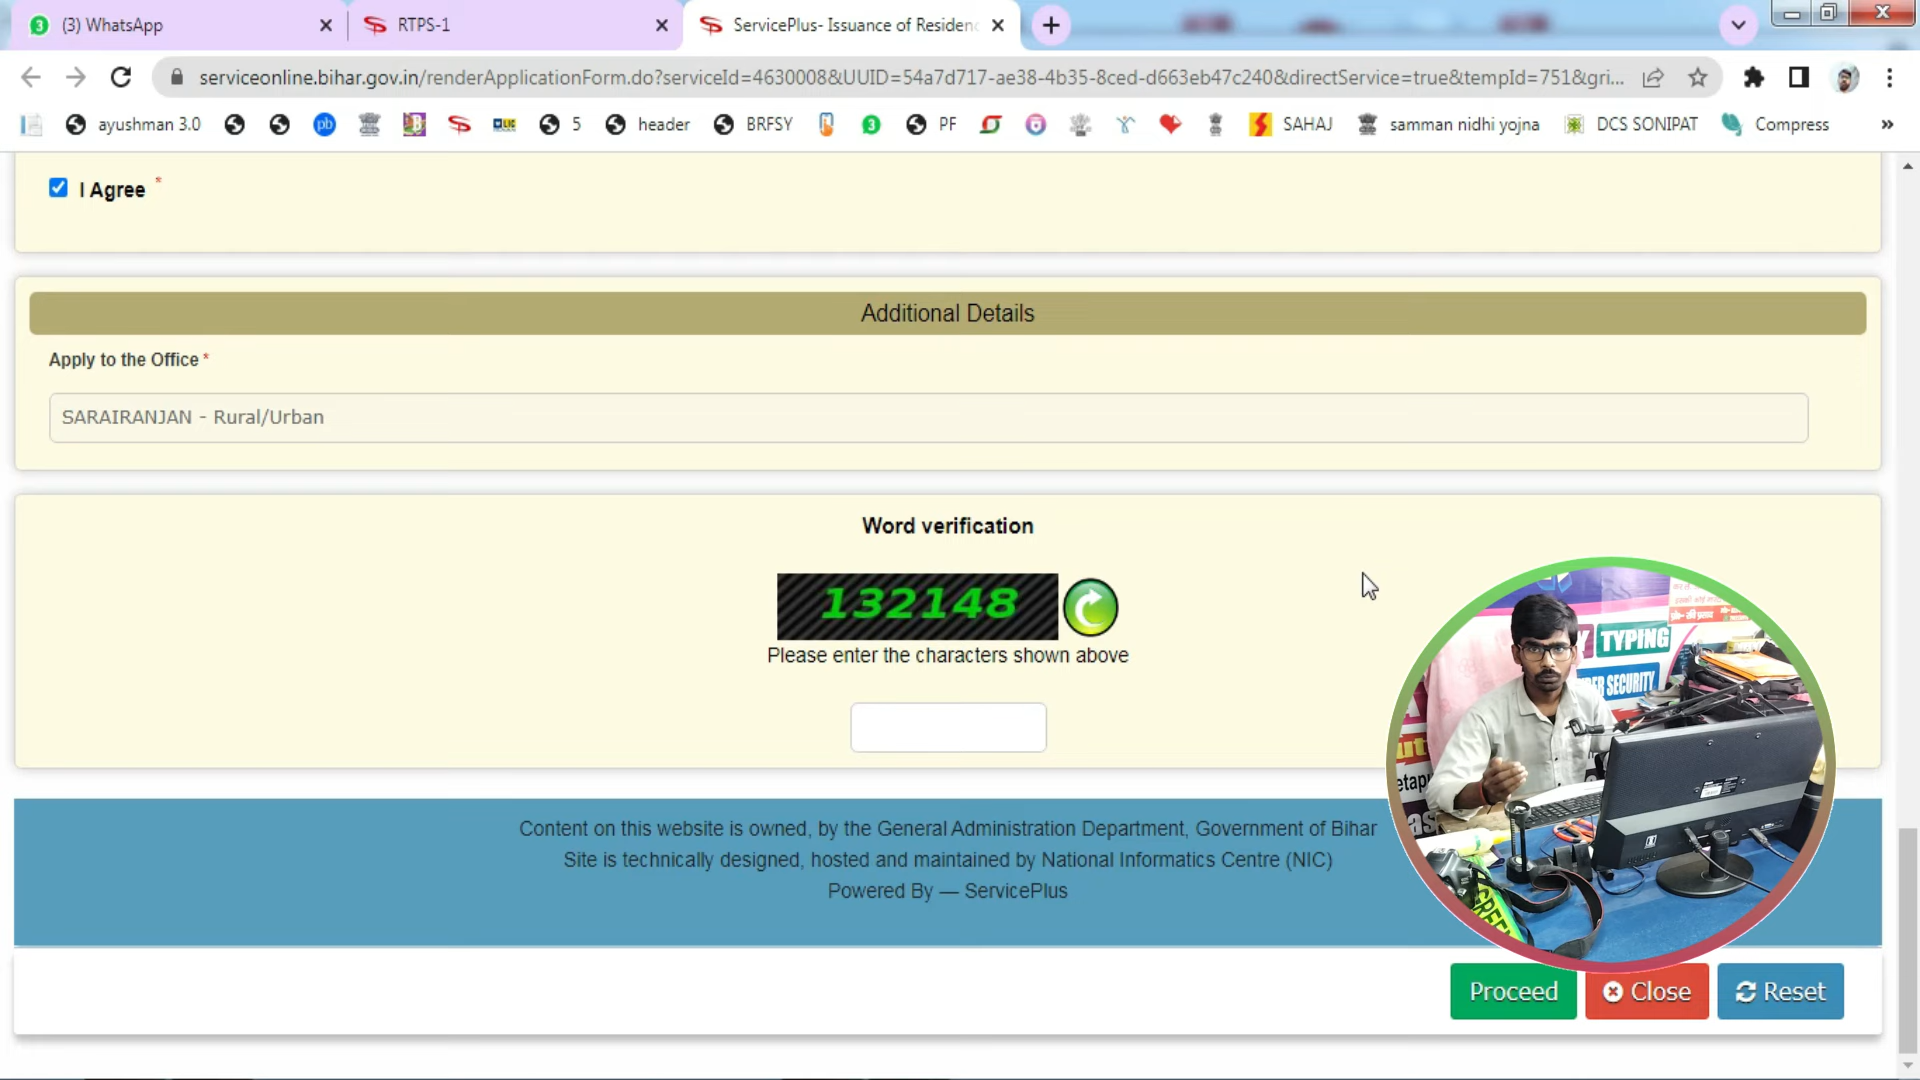 (3) WhatsApp
RTPS-1
ServicePlus- Issuance of Residen
serviceonline.bihar.gov.in/renderApplicationForm.do?serviceId=4630008&UUID=54a7d717-ae38-4b35-8ced-d663eb47c240&directService=true&tempId=751&gri...
ayushman 3.0
pb
LIC
5
header
BRFSY
3
PF
SAHAJ
samman nidhi yojna
DCS SONIPAT
Compress
»
I Agree *
Additional Details
Apply to the Office *
SARAIRANJAN - Rural/Urban
Word verification
132148
Please enter the characters shown above
TYPING
SECURITY
Content on this website is owned, by the General Administration Department, Government of Bihar
Site is technically designed, hosted and maintained by National Informatics Centre (NIC)
Powered By — ServicePlus
Proceed
Close
Reset